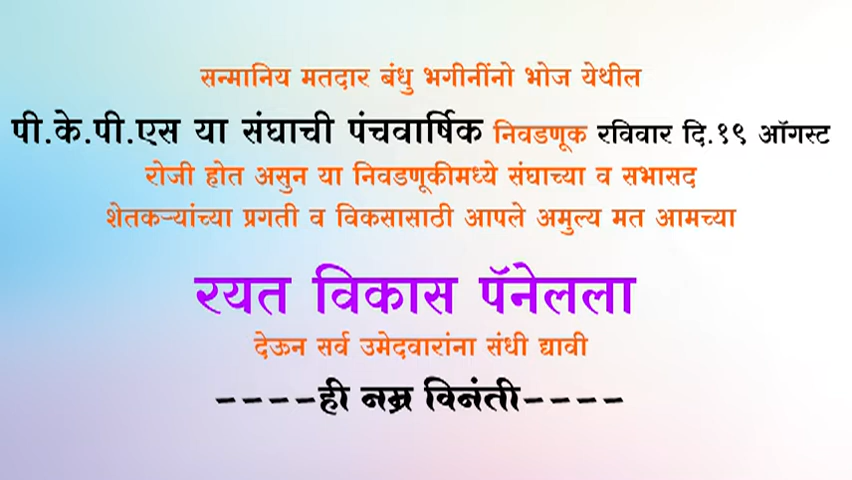 सन्मानिय मतदार बंधु भगीनींनो भोज येथील
पी.के.पी.एस या संघाची पंचवार्षिक निवडणूक रविवार दि.१९ ऑगस्ट
रोजी होत असुन या निवडणूकीमध्ये संघाच्या व सभासद
शेतकऱ्यांच्या प्रगती व विकसासाठी आपले अमुल्य मत आमच्या
रयत विकास पॅनेलला
देऊन सर्व उमेदवारांना संधी द्यावी
----ही नम्र विनंती----